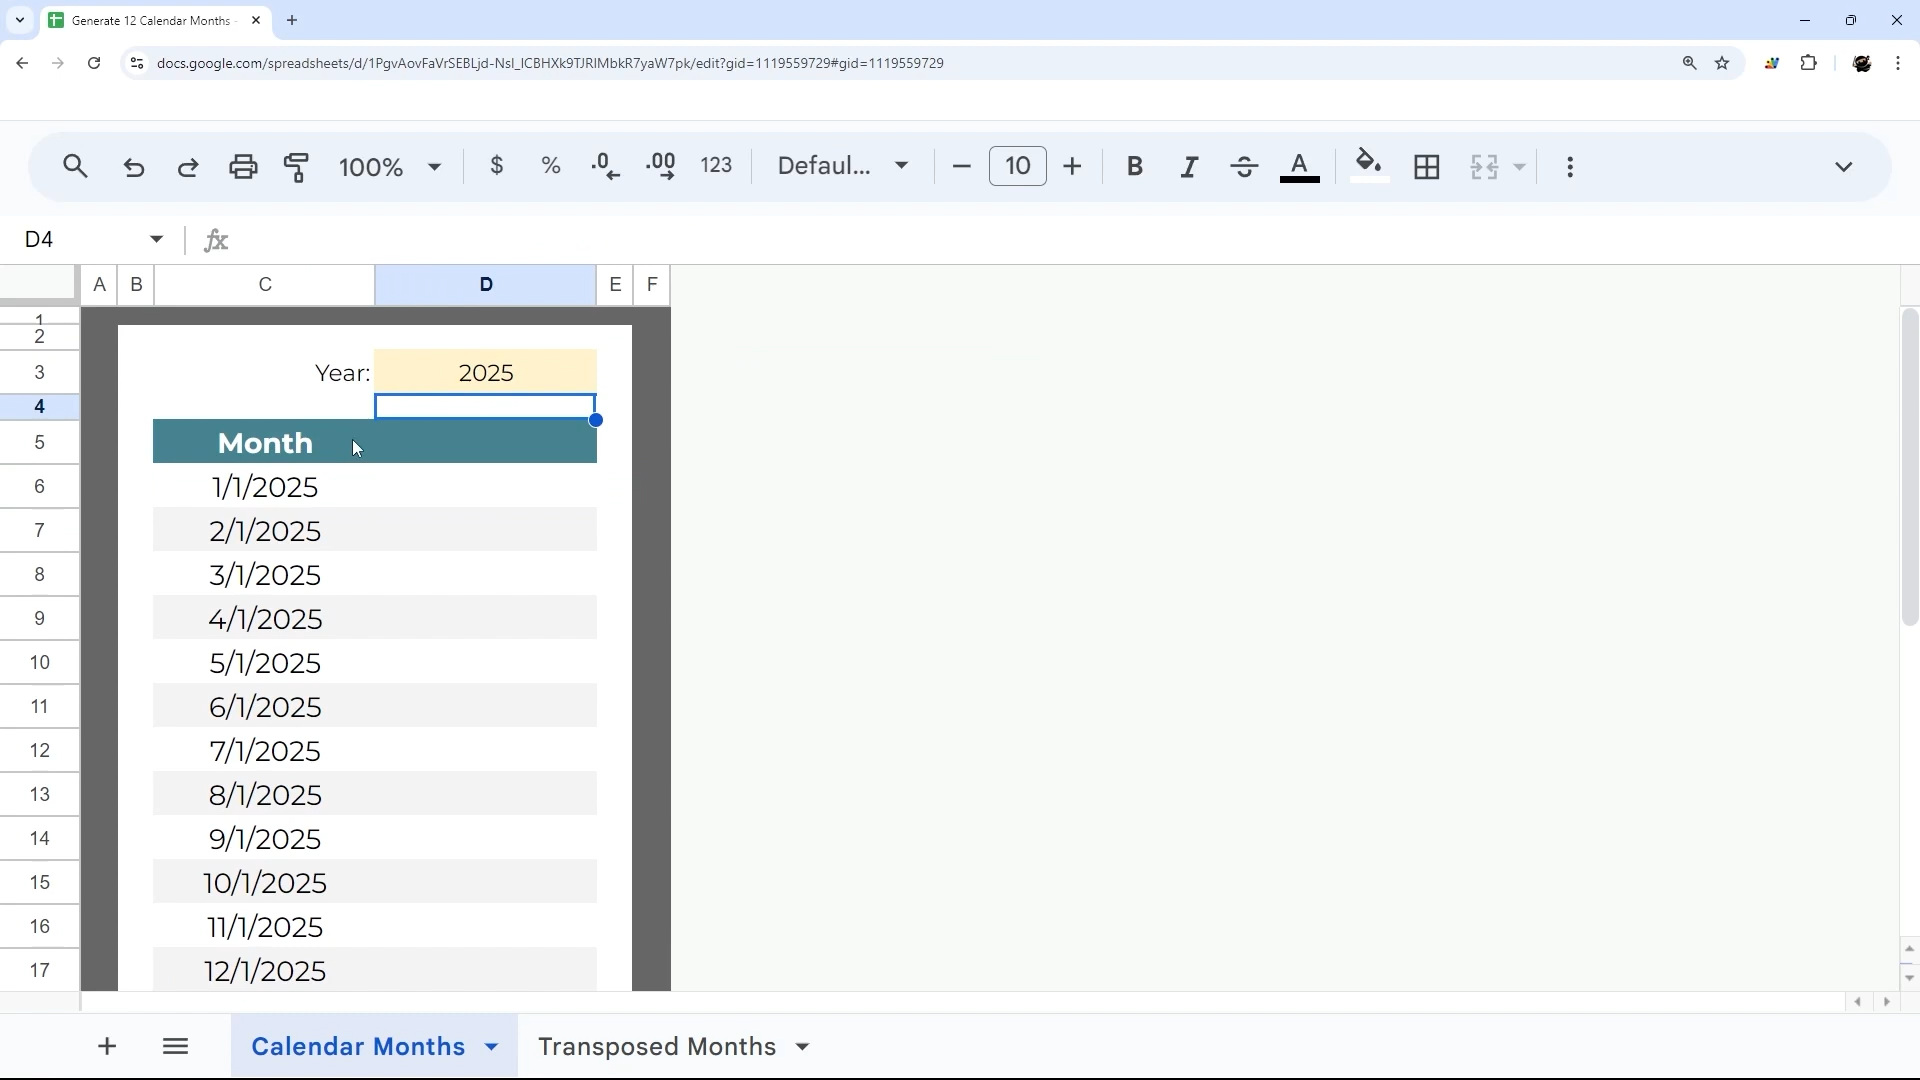 Generate 12 Calendar Months -
docs.google.com/spreadsheets/d/1PgvAovFaVrSEBLjd-NsI_ICBHXk9TJRIMbkR7yaW7pk/edit?gid=1119559729#gid=1119559729
100% $ % .0 .00 123 Defaul... 10 B I A
D4 fx
A B C D E F
1
2
3 Year: 2025
4
5 Month
6 1/1/2025
7 2/1/2025
8 3/1/2025
9 4/1/2025
10 5/1/2025
11 6/1/2025
12 7/1/2025
13 8/1/2025
14 9/1/2025
15 10/1/2025
16 11/1/2025
17 12/1/2025
Calendar Months Transposed Months